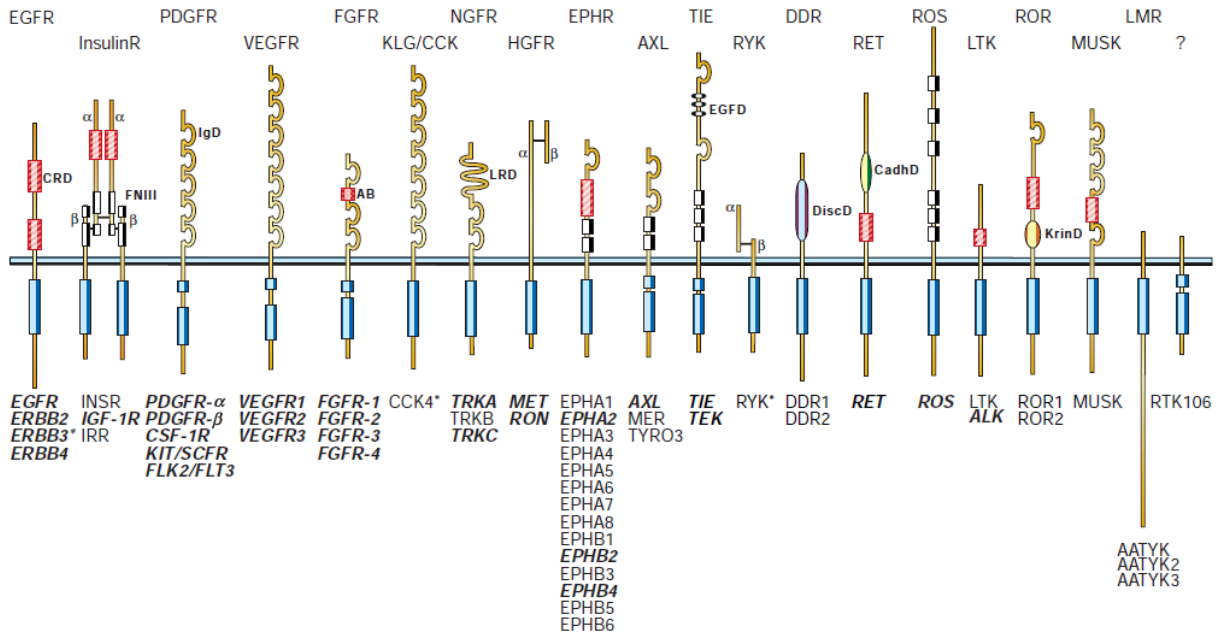 EGFR PDGFR FGFR NGFR EPHR TIE DDR ROS ROR LMR
InsulinR VEGFR KLG/CCK HGFR AXL RYK RET LTK MUSK ?
α α
IgD
EGFD
α β
AB
LRD
CadhD
CRD
FNIII
DiscD
β β
α
β
KrinD
EGFR INSR PDGFR-α VEGFR1 FGFR-1 CCK4* TRKA MET EPHA1 AXL TIE RYK* DDR1 RET ROS LTK ROR1 MUSK RTK106
ERBB2 IGF-1R PDGFR-β VEGFR2 FGFR-2 TRKB RON EPHA2 MER TEK DDR2 ALK ROR2
ERBB3* IRR CSF-1R VEGFR3 FGFR-3 TRKC EPHA3 TYRO3
ERBB4 KIT/SCFR FGFR-4 EPHA4
FLK2/FLT3 EPHA5
EPHA6
EPHA7
EPHA8
EPHB1
EPHB2 AATYK
EPHB3 AATYK2
EPHB4 AATYK3
EPHB5
EPHB6